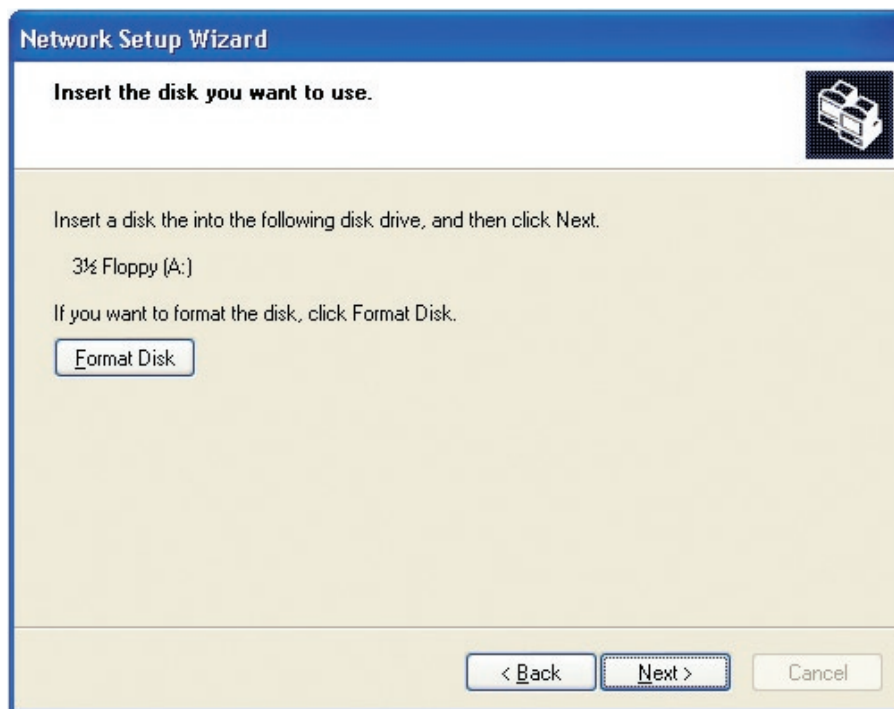 Network Setup Wizard
Insert the disk you want to use.
Insert a disk the into the following disk drive, and then click Next.
3½ Floppy (A:)
If you want to format the disk, click Format Disk.
Format Disk
< Back Next > Cancel